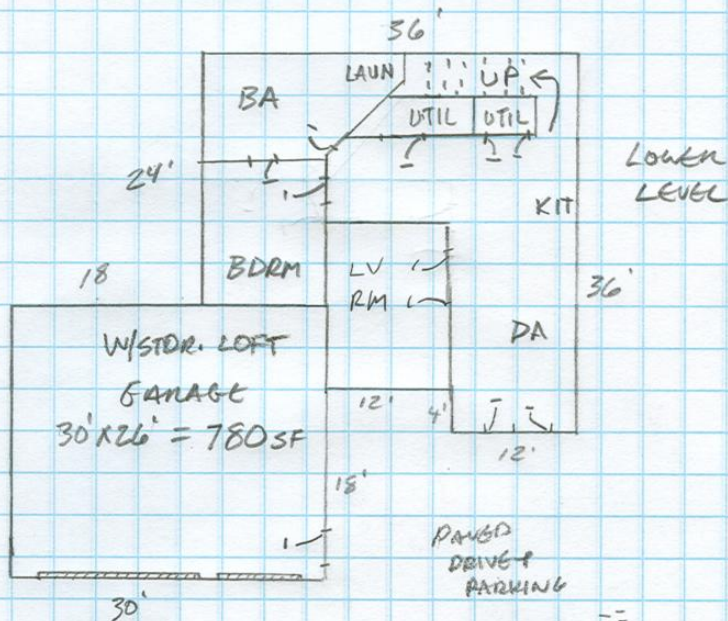 36'
LAUN
UP
BA
UTIL
UTIL
LOWER
LEVEL
24'
KIT
BDRM
LV
RM
18
36'
DA
W/STOR. LOFT
GARAGE
30'X26' = 780SF
12'
4'
12'
18'
PAVED
DRIVE &
PARKING
30'